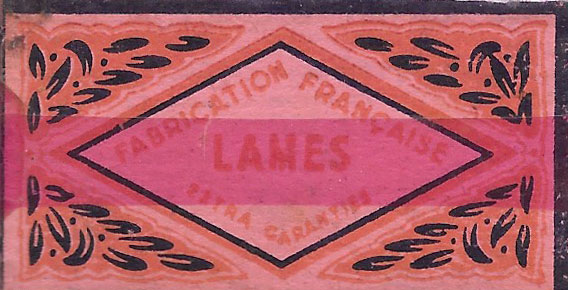 FABRICATION FRANÇAISE
LAMES
EXTRA GARANTIES